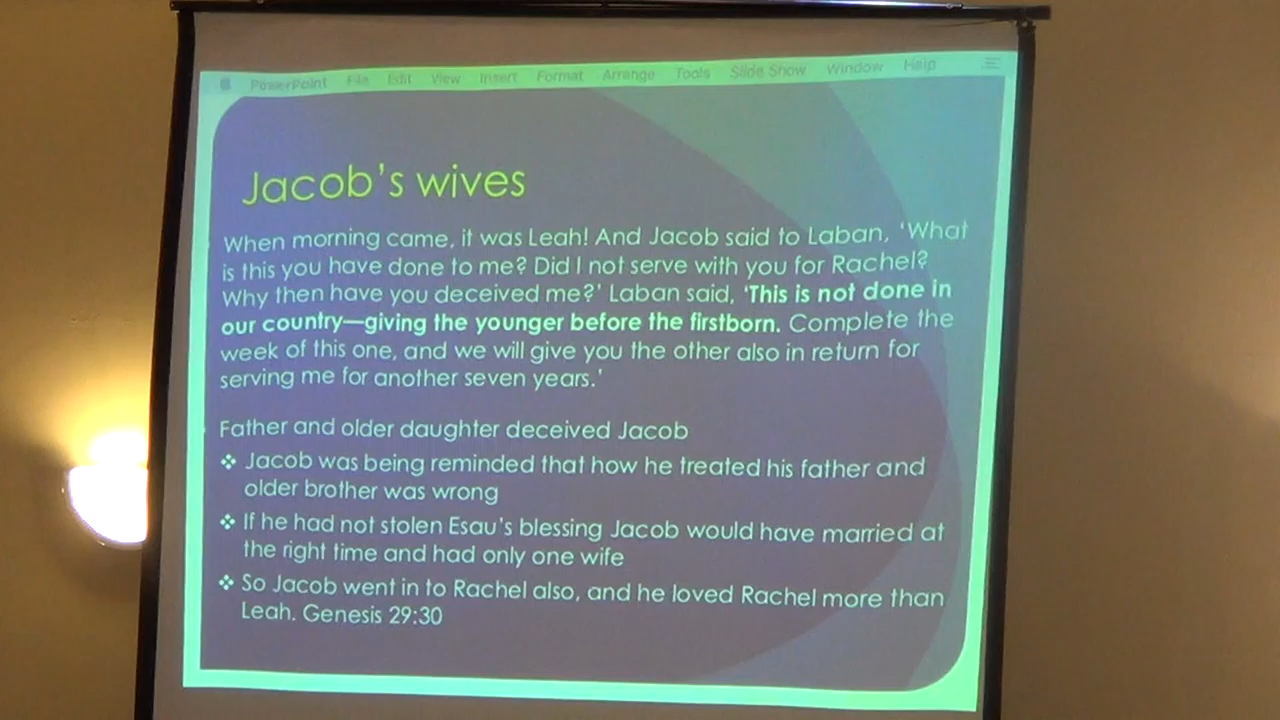 PowerPoint File Edit View Insert Format Arrange Tools Slide Show Window Help
Jacob's wives
When morning came, it was Leah! And Jacob said to Laban, 'What
is this you have done to me? Did I not serve with you for Rachel?
Why then have you deceived me?' Laban said, 'This is not done in
our country—giving the younger before the firstborn. Complete the
week of this one, and we will give you the other also in return for
serving me for another seven years.'
Father and older daughter deceived Jacob
❖ Jacob was being reminded that how he treated his father and
older brother was wrong
❖ If he had not stolen Esau's blessing Jacob would have married at
the right time and had only one wife
❖ So Jacob went in to Rachel also, and he loved Rachel more than
Leah. Genesis 29:30